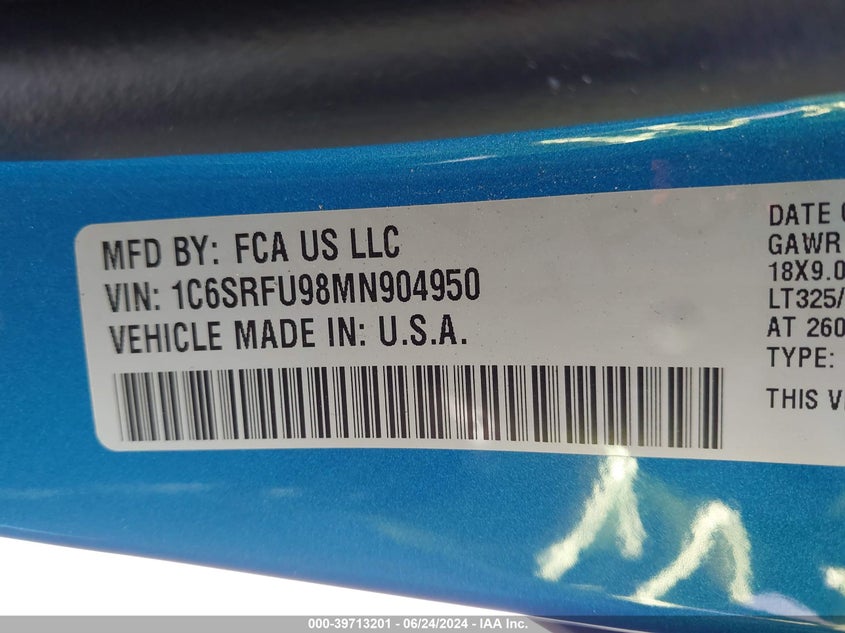 MFD BY: FCA US LLC
VIN: 1C6SRFU98MN904950
VEHICLE MADE IN: U.S.A.
DATE
GAWR
18X9.0
LT325/
AT 260
TYPE:
THIS V
000-39713201 - 06/24/2024 - IAA Inc.